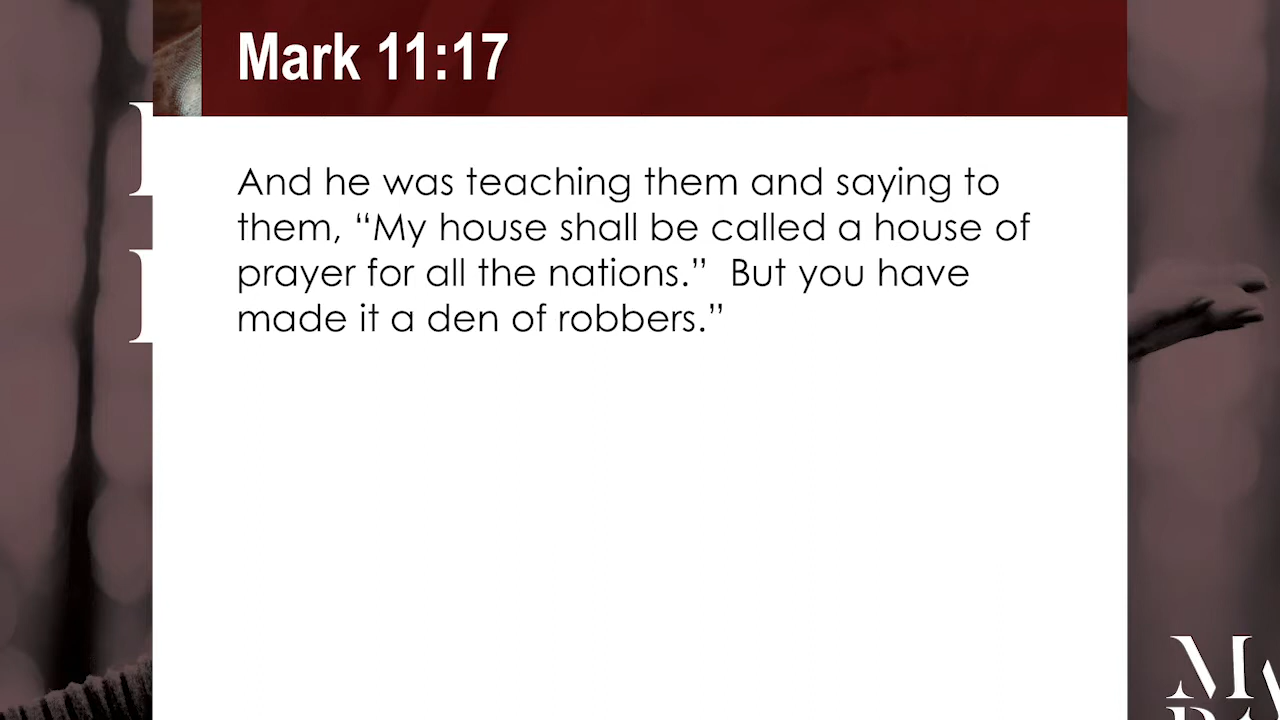 Mark 11:17
And he was teaching them and saying to
them, “My house shall be called a house of
prayer for all the nations.”  But you have
made it a den of robbers.”
M